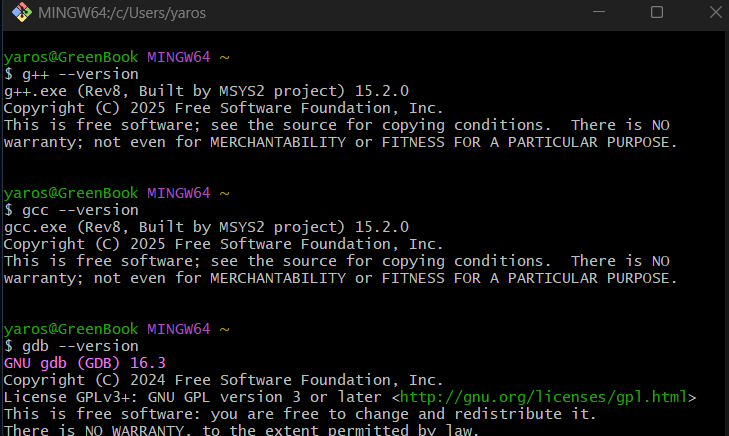 MINGW64:/c/Users/yaros
yaros@GreenBook MINGW64 ~
$ g++ --version
g++.exe (Rev8, Built by MSYS2 project) 15.2.0
Copyright (C) 2025 Free Software Foundation, Inc.
This is free software; see the source for copying conditions.  There is NO
warranty; not even for MERCHANTABILITY or FITNESS FOR A PARTICULAR PURPOSE.
yaros@GreenBook MINGW64 ~
$ gcc --version
gcc.exe (Rev8, Built by MSYS2 project) 15.2.0
Copyright (C) 2025 Free Software Foundation, Inc.
This is free software; see the source for copying conditions.  There is NO
warranty; not even for MERCHANTABILITY or FITNESS FOR A PARTICULAR PURPOSE.
yaros@GreenBook MINGW64 ~
$ gdb --version
GNU gdb (GDB) 16.3
Copyright (C) 2024 Free Software Foundation, Inc.
License GPLv3+: GNU GPL version 3 or later <http://gnu.org/licenses/gpl.html>
This is free software: you are free to change and redistribute it.
There is NO WARRANTY, to the extent permitted by law.